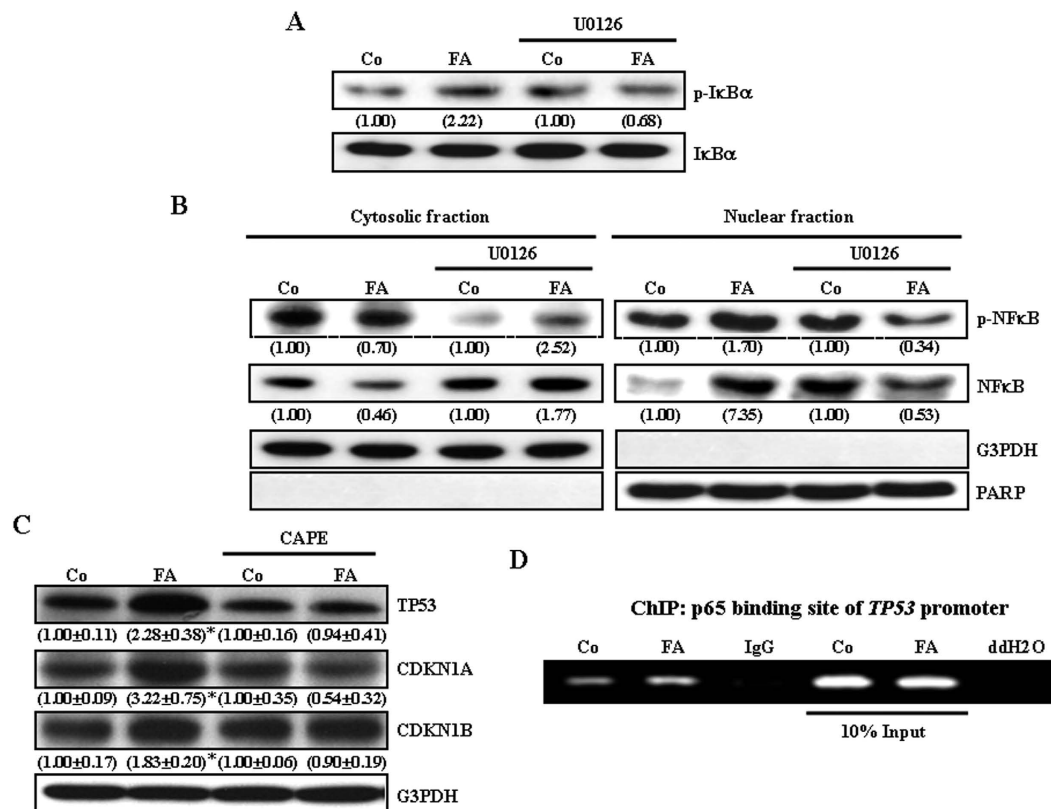 A
U0126
Co FA Co FA
p-IκBα
(1.00) (2.22) (1.00) (0.68)
IκBα
B
Cytosolic fraction Nuclear fraction
U0126 U0126
Co FA Co FA Co FA Co FA
p-NFκB
(1.00) (0.70) (1.00) (2.52) (1.00) (1.70) (1.00) (0.34)
NFκB
(1.00) (0.46) (1.00) (1.77) (1.00) (7.35) (1.00) (0.53)
G3PDH
PARP
C
CAPE
Co FA Co FA
TP53
(1.00±0.11) (2.28±0.38)* (1.00±0.16) (0.94±0.41)
CDKN1A
(1.00±0.09) (3.22±0.75)* (1.00±0.35) (0.54±0.32)
CDKN1B
(1.00±0.17) (1.83±0.20)* (1.00±0.06) (0.90±0.19)
G3PDH
D
ChIP: p65 binding site of TP53 promoter
Co FA IgG Co FA ddH2O
10% Input